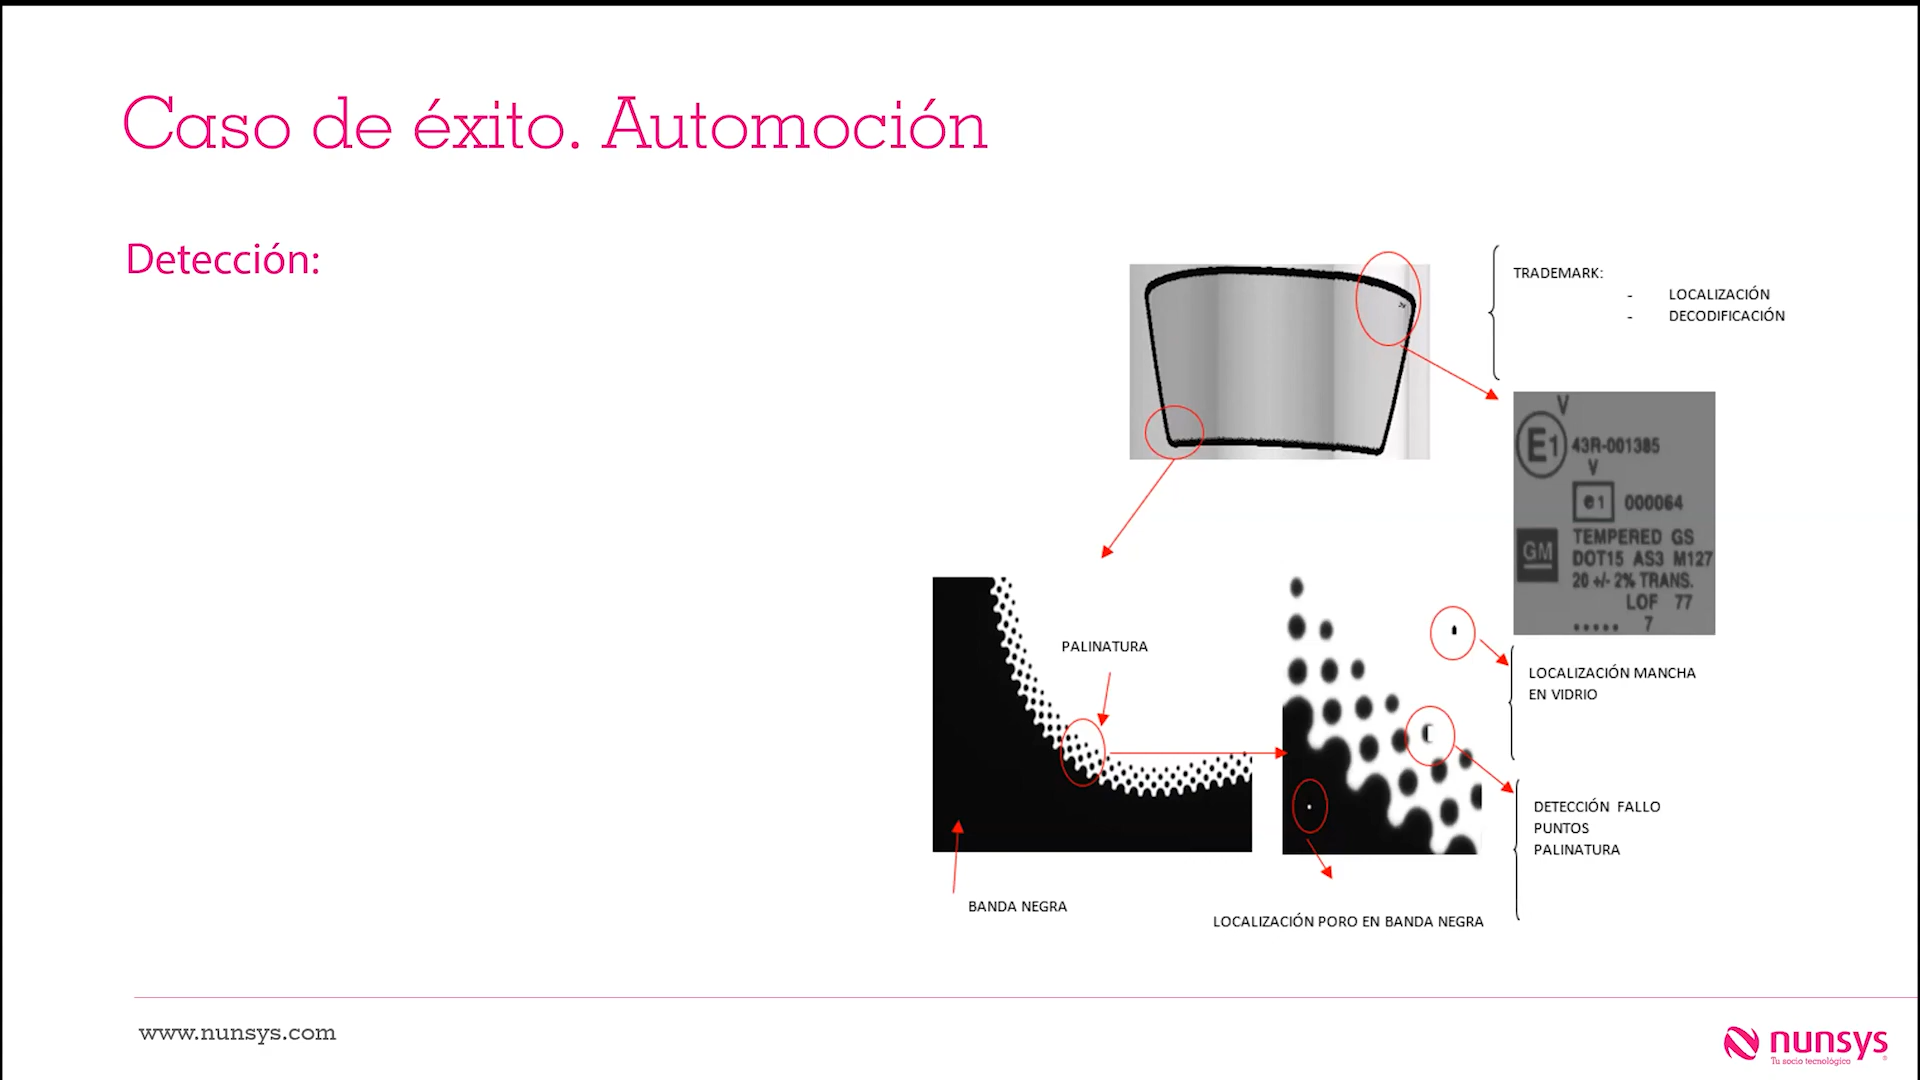 Caso de éxito. Automoción
Detección:
TRADEMARK:
- LOCALIZACIÓN
- DECODIFICACIÓN
V
E1 43R-001385
V
e1 000064
GM
TEMPERED GS
DOT15 AS3 M127
20 +/- 2% TRANS.
LOF 77
..... 7
PALINATURA
LOCALIZACIÓN MANCHA
EN VIDRIO
DETECCIÓN FALLO
PUNTOS
PALINATURA
BANDA NEGRA
LOCALIZACIÓN PORO EN BANDA NEGRA
www.nunsys.com
nunsys
Tu socio tecnológico